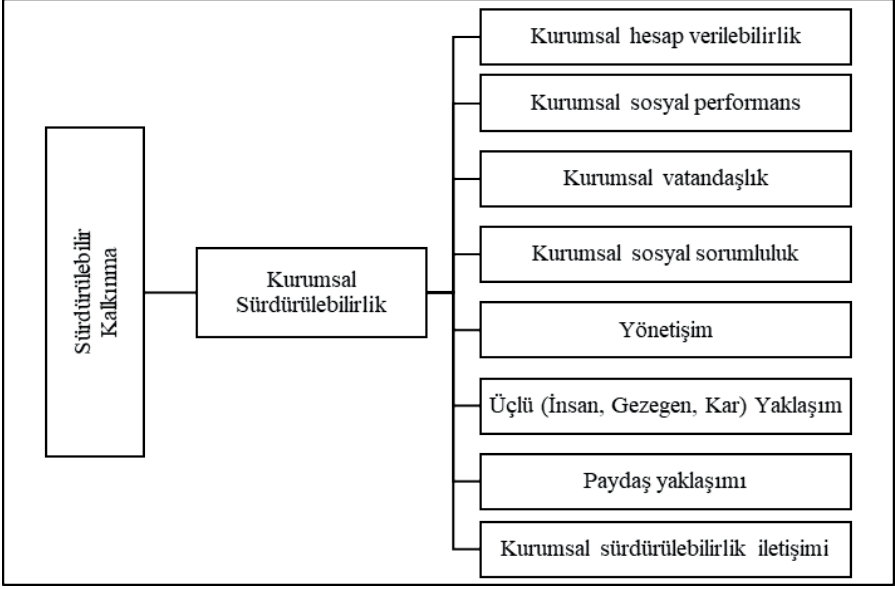 Sürdürülebilir
Kalkınma
Kurumsal
Sürdürülebilirlik
Kurumsal hesap verilebilirlik
Kurumsal sosyal performans
Kurumsal vatandaşlık
Kurumsal sosyal sorumluluk
Yönetişim
Üçlü (İnsan, Gezegen, Kar) Yaklaşım
Paydaş yaklaşımı
Kurumsal sürdürülebilirlik iletişimi